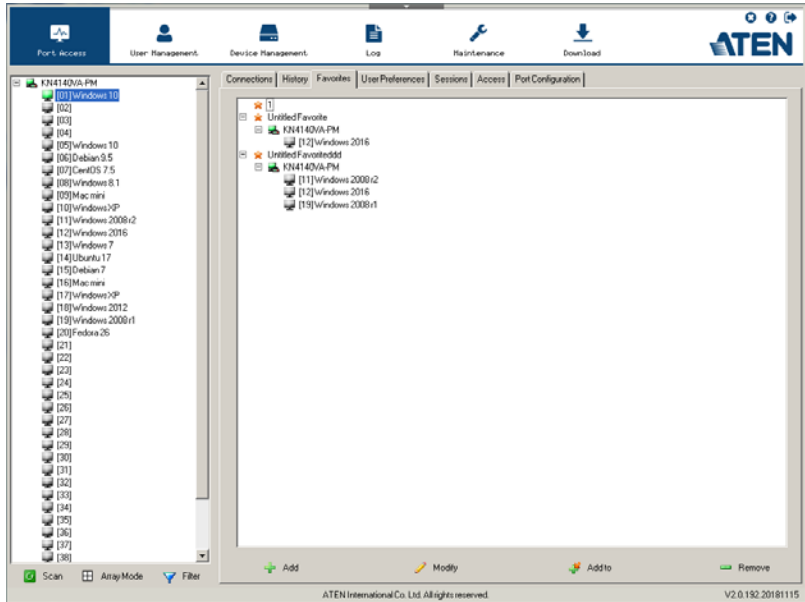 Port Access
User Management
Device Management
Log
Maintenance
Download
ATEN
KN4140VA-PM
[01]Windows 10
[02]
[03]
[04]
[05]Windows 10
[06]Debian 9.5
[07]CentOS 7.5
[08]Windows 8.1
[09]Mac mini
[10]Windows XP
[11]Windows 2008 r2
[12]Windows 2016
[13]Windows 7
[14]Ubuntu 17
[15]Debian 7
[16]Mac mini
[17]Windows XP
[18]Windows 2012
[19]Windows 2008 r1
[20]Fedora 26
[21]
[22]
[23]
[24]
[25]
[26]
[27]
[28]
[29]
[30]
[31]
[32]
[33]
[34]
[35]
[36]
[37]
[38]
Scan
Array Mode
Filter
Connections
History
Favorites
User Preferences
Sessions
Access
Port Configuration
1
Untitled Favorite
KN4140VA-PM
[12]Windows 2016
Untitled Favoriteddd
KN4140VA-PM
[11]Windows 2008 r2
[12]Windows 2016
[19]Windows 2008 r1
Add
Modify
Add to
Remove
ATEN International Co. Ltd. All rights reserved.
V2.0.192.20181115